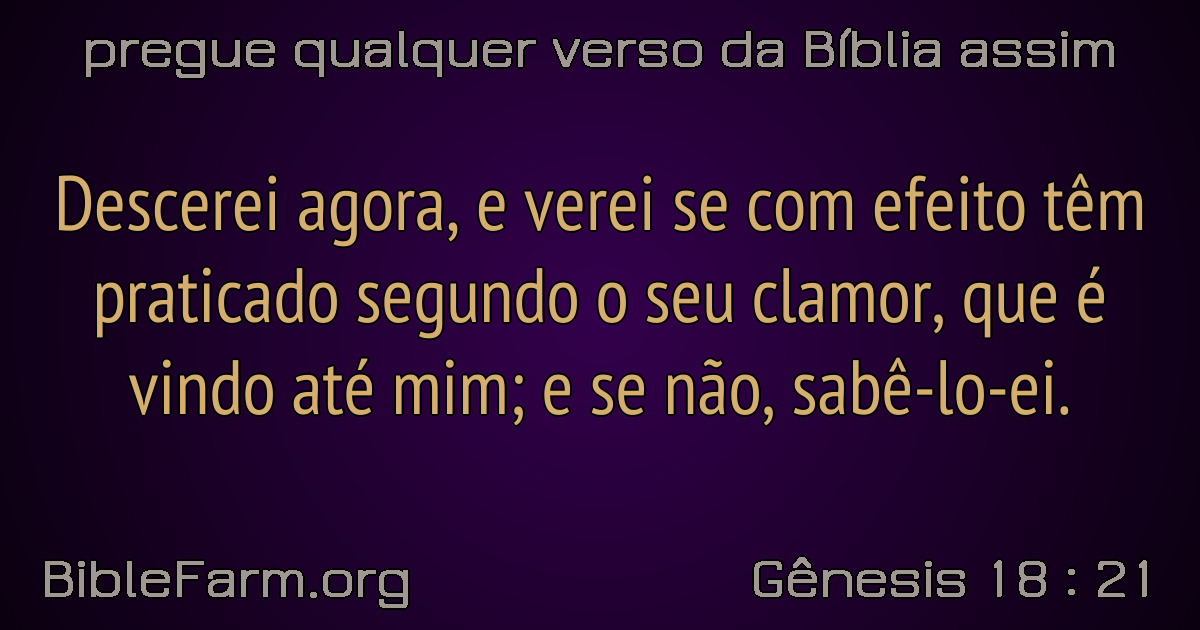 pregue qualquer verso da Bíblia assim
Descerei agora, e verei se com efeito têm
praticado segundo o seu clamor, que é
vindo até mim; e se não, sabê-lo-ei.
BibleFarm.org
Gênesis 18 : 21